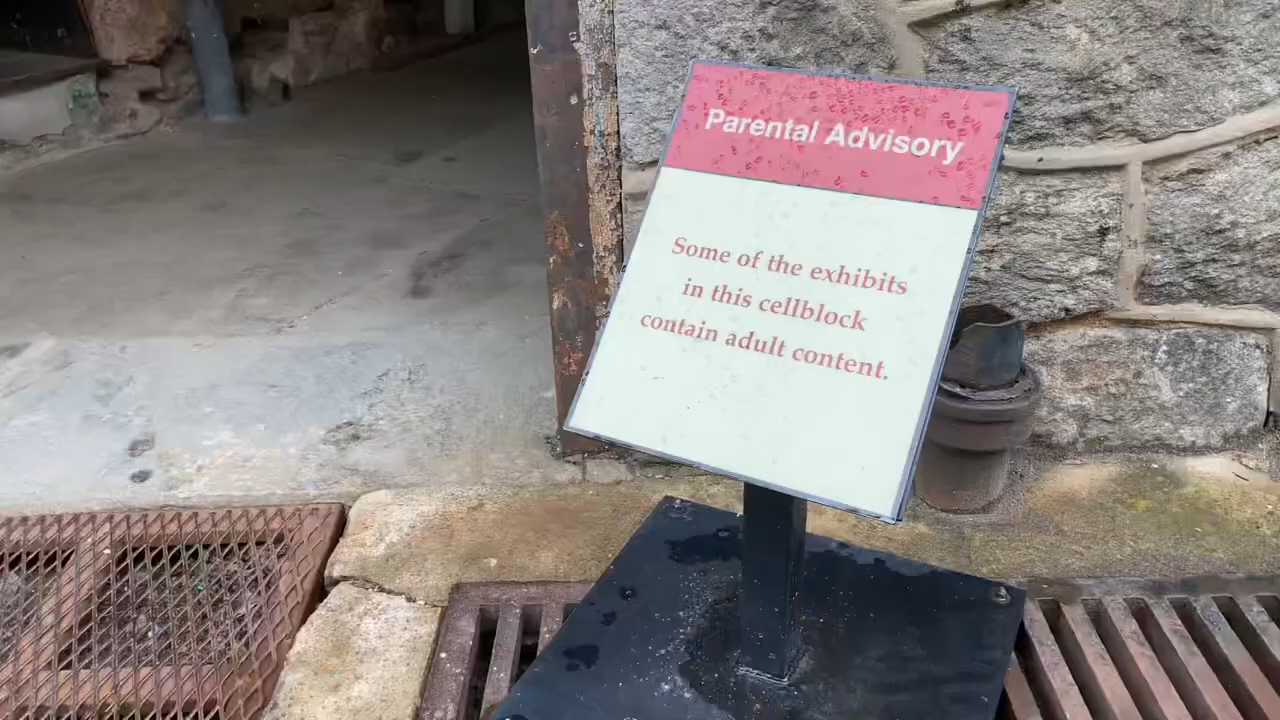 Parental Advisory
Some of the exhibits
in this cellblock
contain adult content.